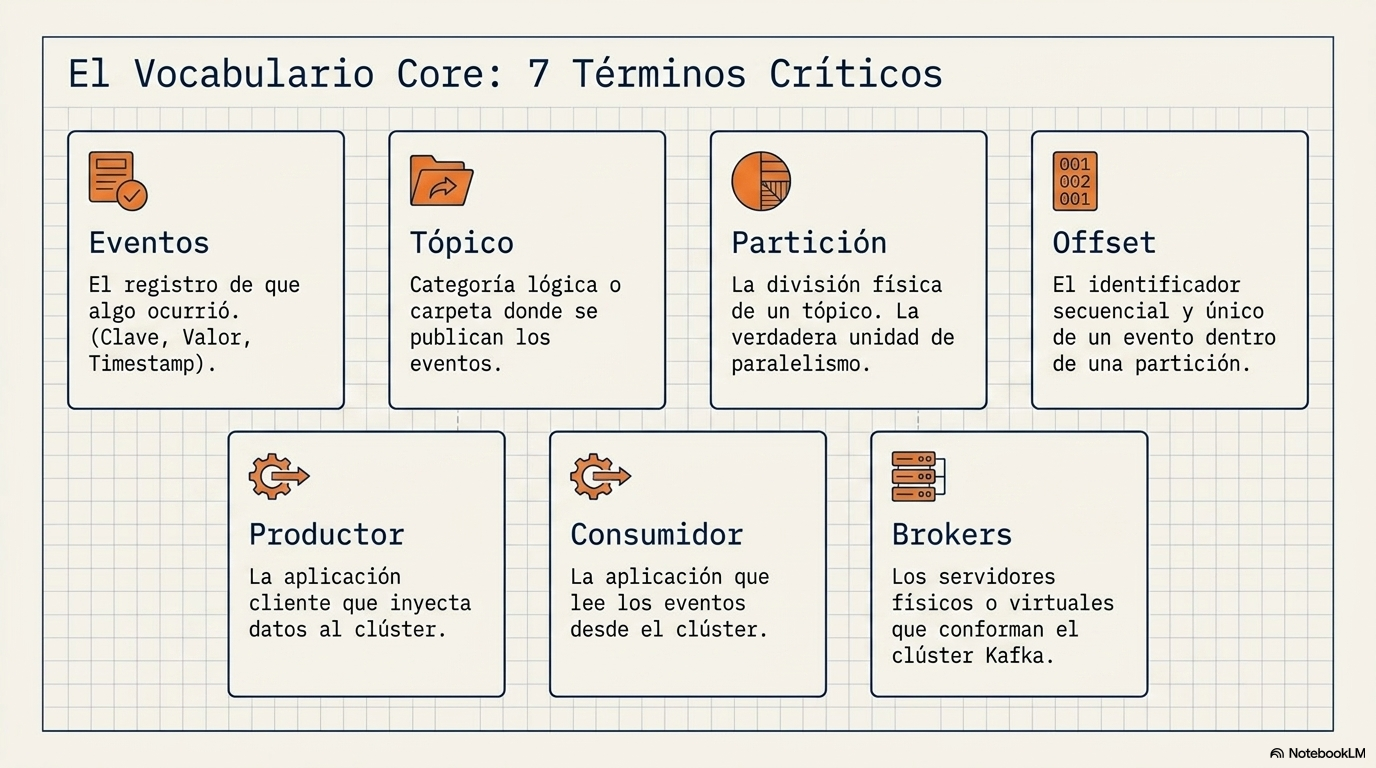 El Vocabulario Core: 7 Términos Críticos
Eventos
El registro de que
algo ocurrió.
(Clave, Valor,
Timestamp).
Tópico
Categoría lógica o
carpeta donde se
publican los
eventos.
Partición
La división física
de un tópico. La
verdadera unidad de
paralelismo.
001
002
001
Offset
El identificador
secuencial y único
de un evento dentro
de una partición.
Productor
La aplicación
cliente que inyecta
datos al clúster.
Consumidor
La aplicación que
lee los eventos
desde el clúster.
Brokers
Los servidores
físicos o virtuales
que conforman el
clúster Kafka.
NotebookLM